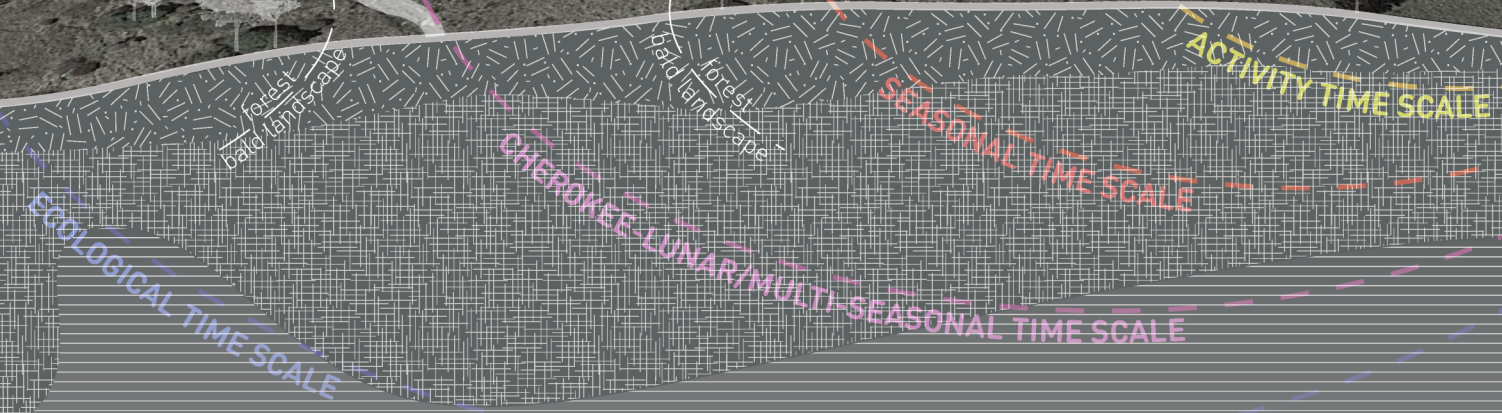 forest
bald landscape
forest
bald landscape
ACTIVITY TIME SCALE
SEASONAL TIME SCALE
CHEROKEE-LUNAR/MULTI-SEASONAL TIME SCALE
ECOLOGICAL TIME SCALE